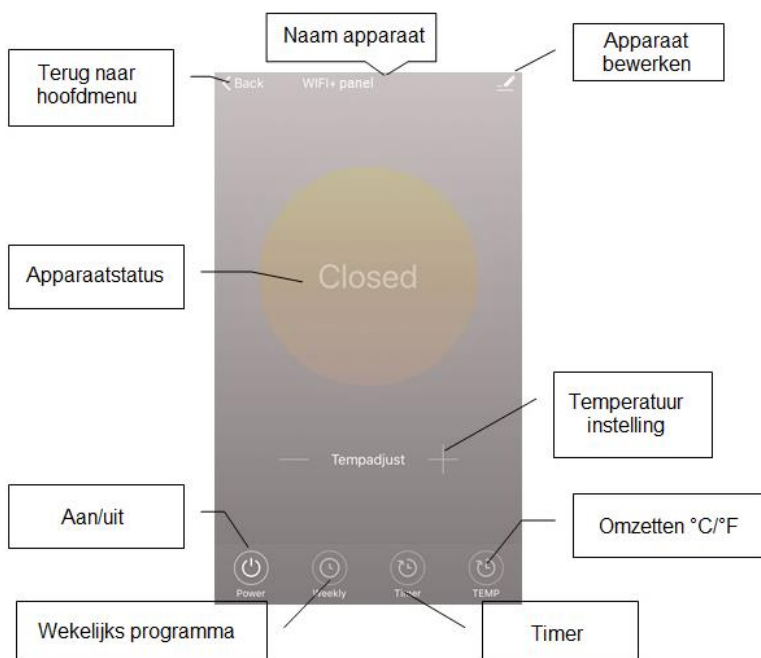 Naam apparaat
Apparaat
bewerken
Terug naar
hoofdmenu
Back
WIFI+ panel
Apparaatstatus
Closed
Temperatuur
instelling
Tempadjust
Aan/uit
Omzetten °C/°F
Power
Weekly
Timer
TEMP
Wekelijks programma
Timer